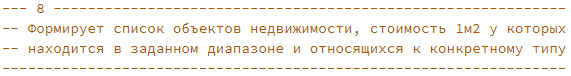 --- 8 ----------------------------------------------------------------
-- Формирует список объектов недвижимости, стоимость 1м2 у которых
-- находится в заданном диапазоне и относящихся к конкретному типу
----------------------------------------------------------------------